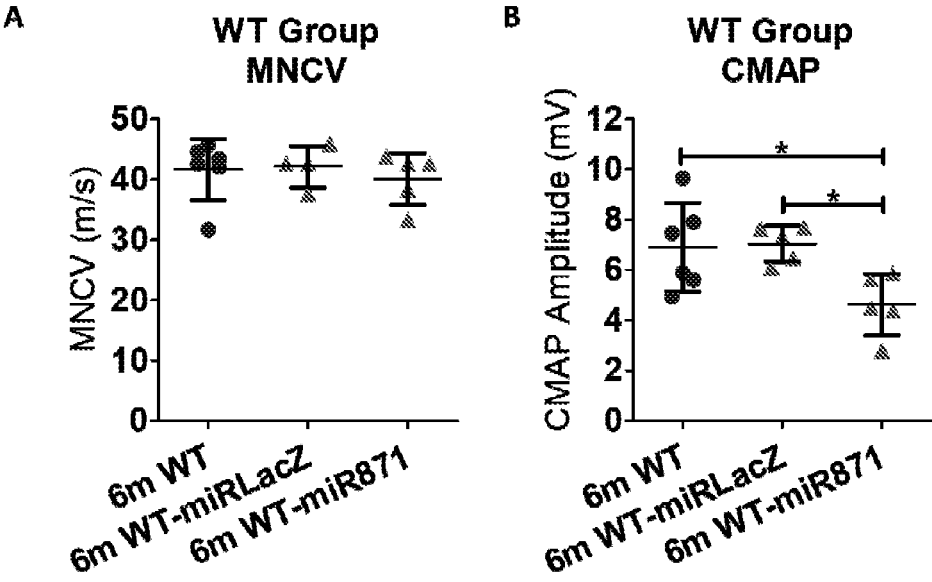 A
WT Group
MNCV
MNCV (m/s)
50
40
30
20
10
0
6m WT
6m WT-miRLacZ
6m WT-miR871
B
WT Group
CMAP
CMAP Amplitude (mV)
12
10
8
6
4
2
0
*
*
6m WT
6m WT-miRLacZ
6m WT-miR871